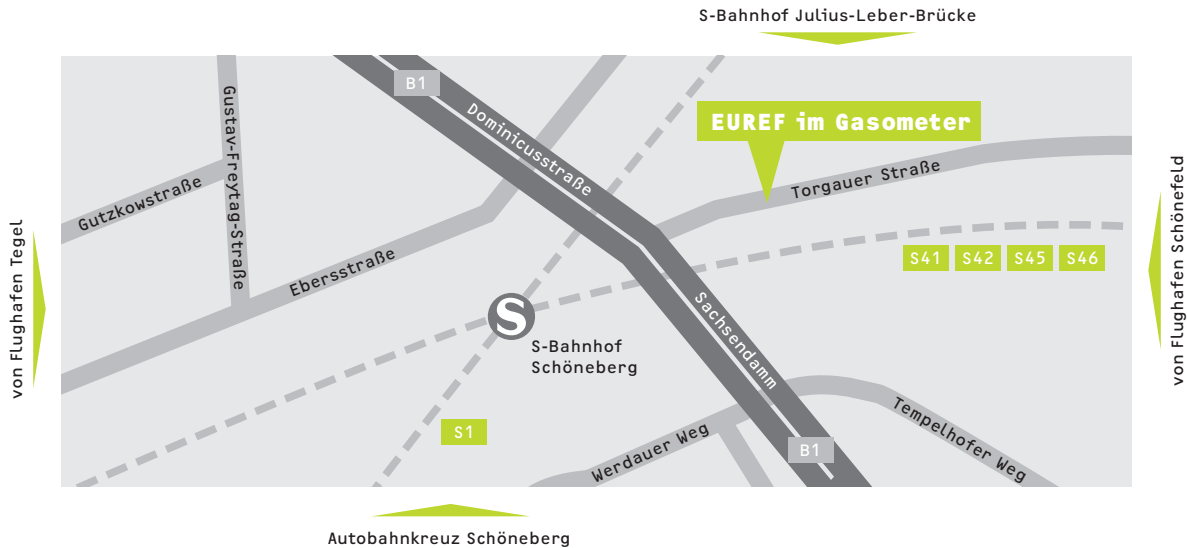 S-Bahnhof Julius-Leber-Brücke
B1
Dominicusstraße
EUREF im Gasometer
Gustav-Freytag-Straße
Gutzkowstraße
Torgauer Straße
von Flughafen Tegel
von Flughafen Schönefeld
Ebersstraße
S41 S42 S45 S46
S
S-Bahnhof
Schöneberg
Sachsendamm
S1
Werdauer Weg
B1
Tempelhofer Weg
Autobahnkreuz Schöneberg